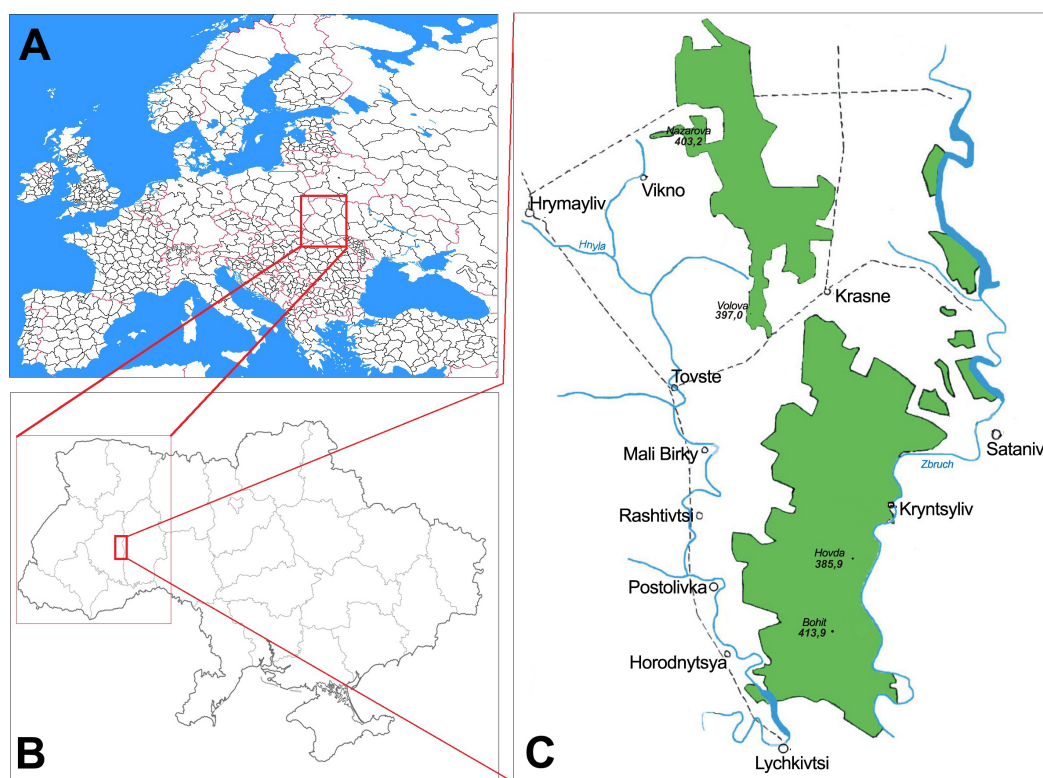 A
B
C
Nazarova
403,2
Vikno
Hrymayliv
Hnyla
Krasne
Volova
397,0
Tovste
Sataniv
Mali Birky
Zbruch
Kryntsyliv
Rashtivtsi
Hovda
385,9
Postolivka
Bohit
413,9
Horodnytsya
Lychkivtsi